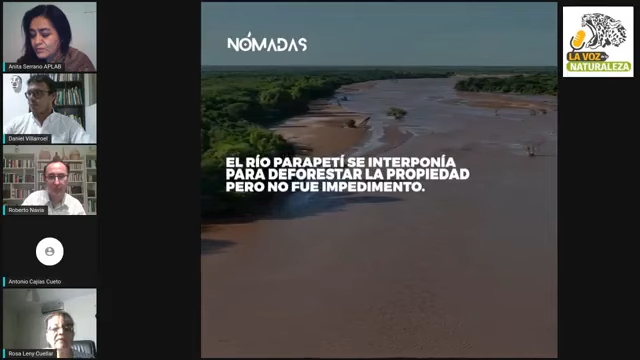 Anita Serrano APLAB
Daniel Villarroel
Roberto Navia
Antonio Cajías Cueto
Rosa Leny Cuellar
NÓMADAS
EL RÍO PARAPETÍ SE INTERPONÍA
PARA DEFORESTAR LA PROPIEDAD
PERO NO FUE IMPEDIMENTO.
LA VOZ
NATURALEZA